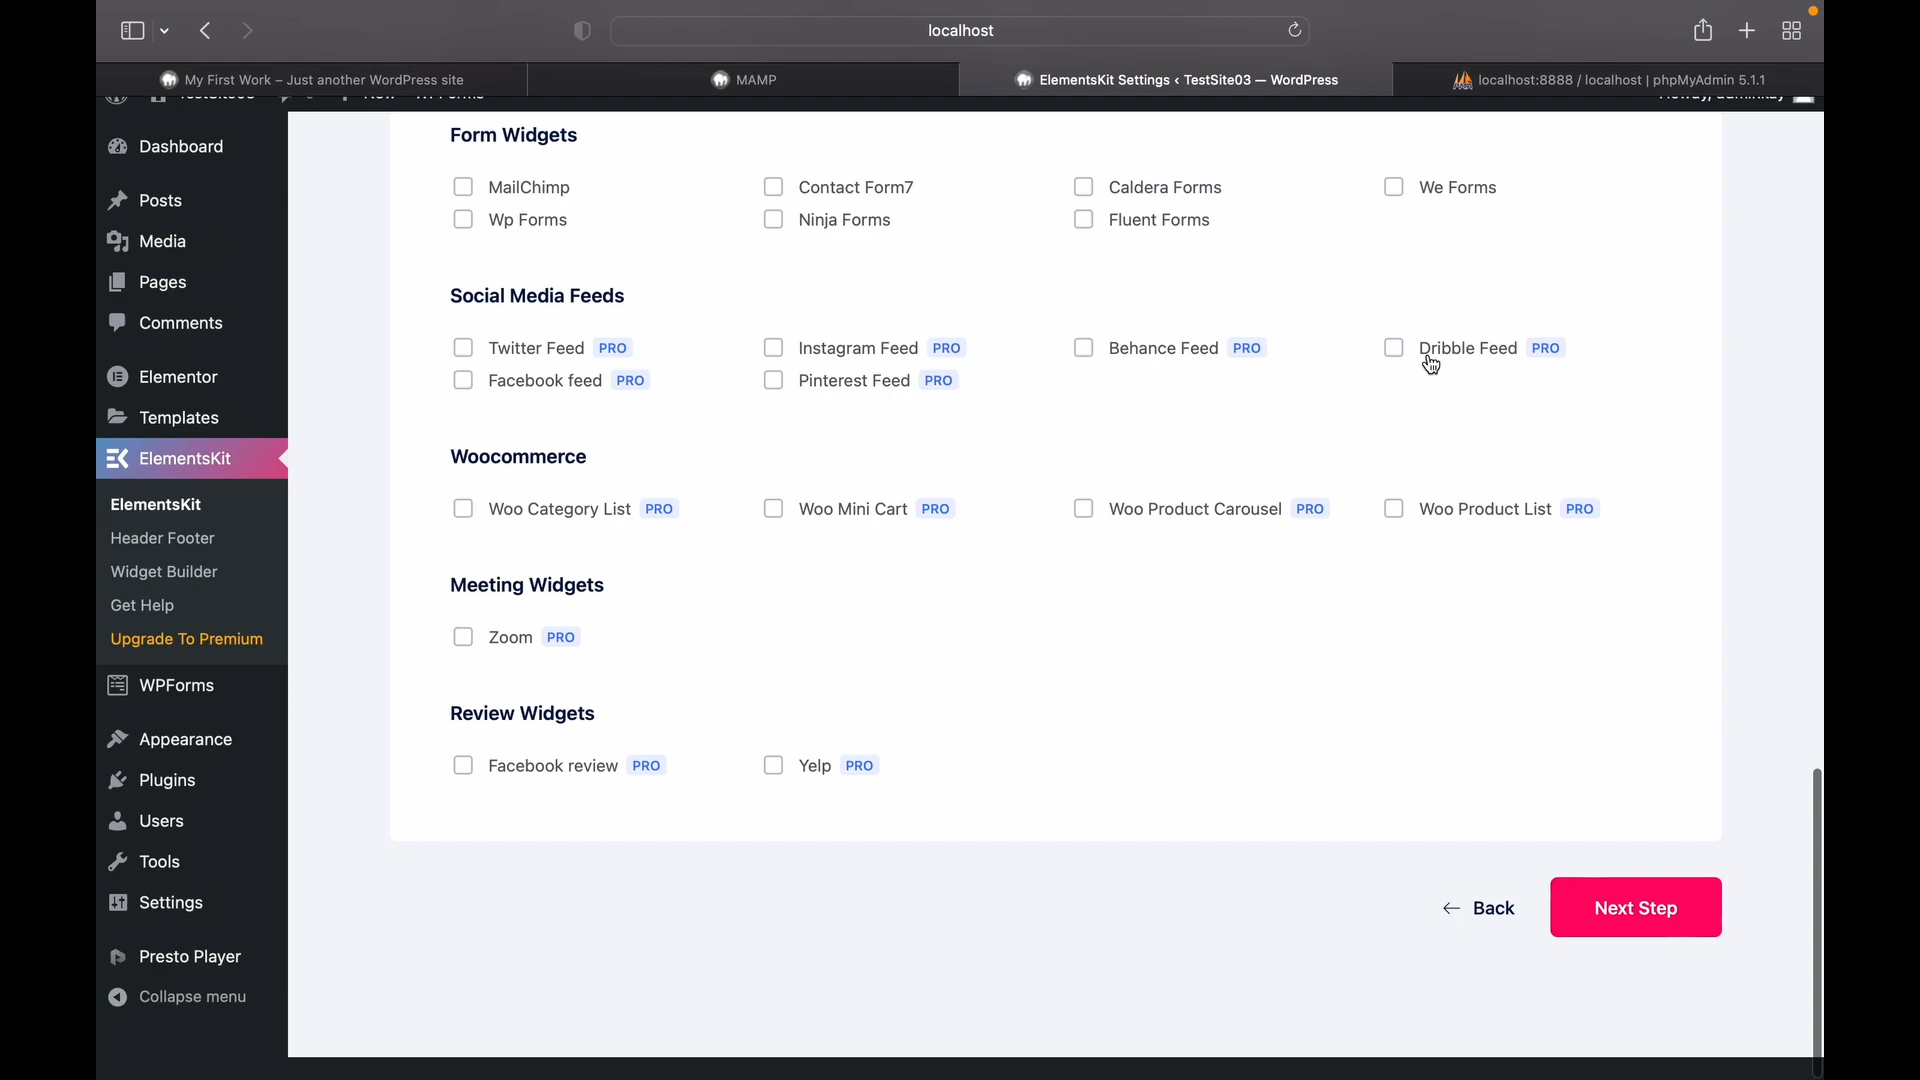 localhost
My First Work – Just another WordPress site
MAMP
ElementsKit Settings ‹ TestSite03 — WordPress
localhost:8888 / localhost | phpMyAdmin 5.1.1
Dashboard
Posts
Media
Pages
Comments
Elementor
Templates
ElementsKit
ElementsKit
Header Footer
Widget Builder
Get Help
Upgrade To Premium
WPForms
Appearance
Plugins
Users
Tools
Settings
Presto Player
Collapse menu
Form Widgets
MailChimp Contact Form7 Caldera Forms We Forms
Wp Forms Ninja Forms Fluent Forms
Social Media Feeds
Twitter Feed PRO Instagram Feed PRO Behance Feed PRO Dribble Feed PRO
Facebook feed PRO Pinterest Feed PRO
Woocommerce
Woo Category List PRO Woo Mini Cart PRO Woo Product Carousel PRO Woo Product List PRO
Meeting Widgets
Zoom PRO
Review Widgets
Facebook review PRO Yelp PRO
← Back Next Step